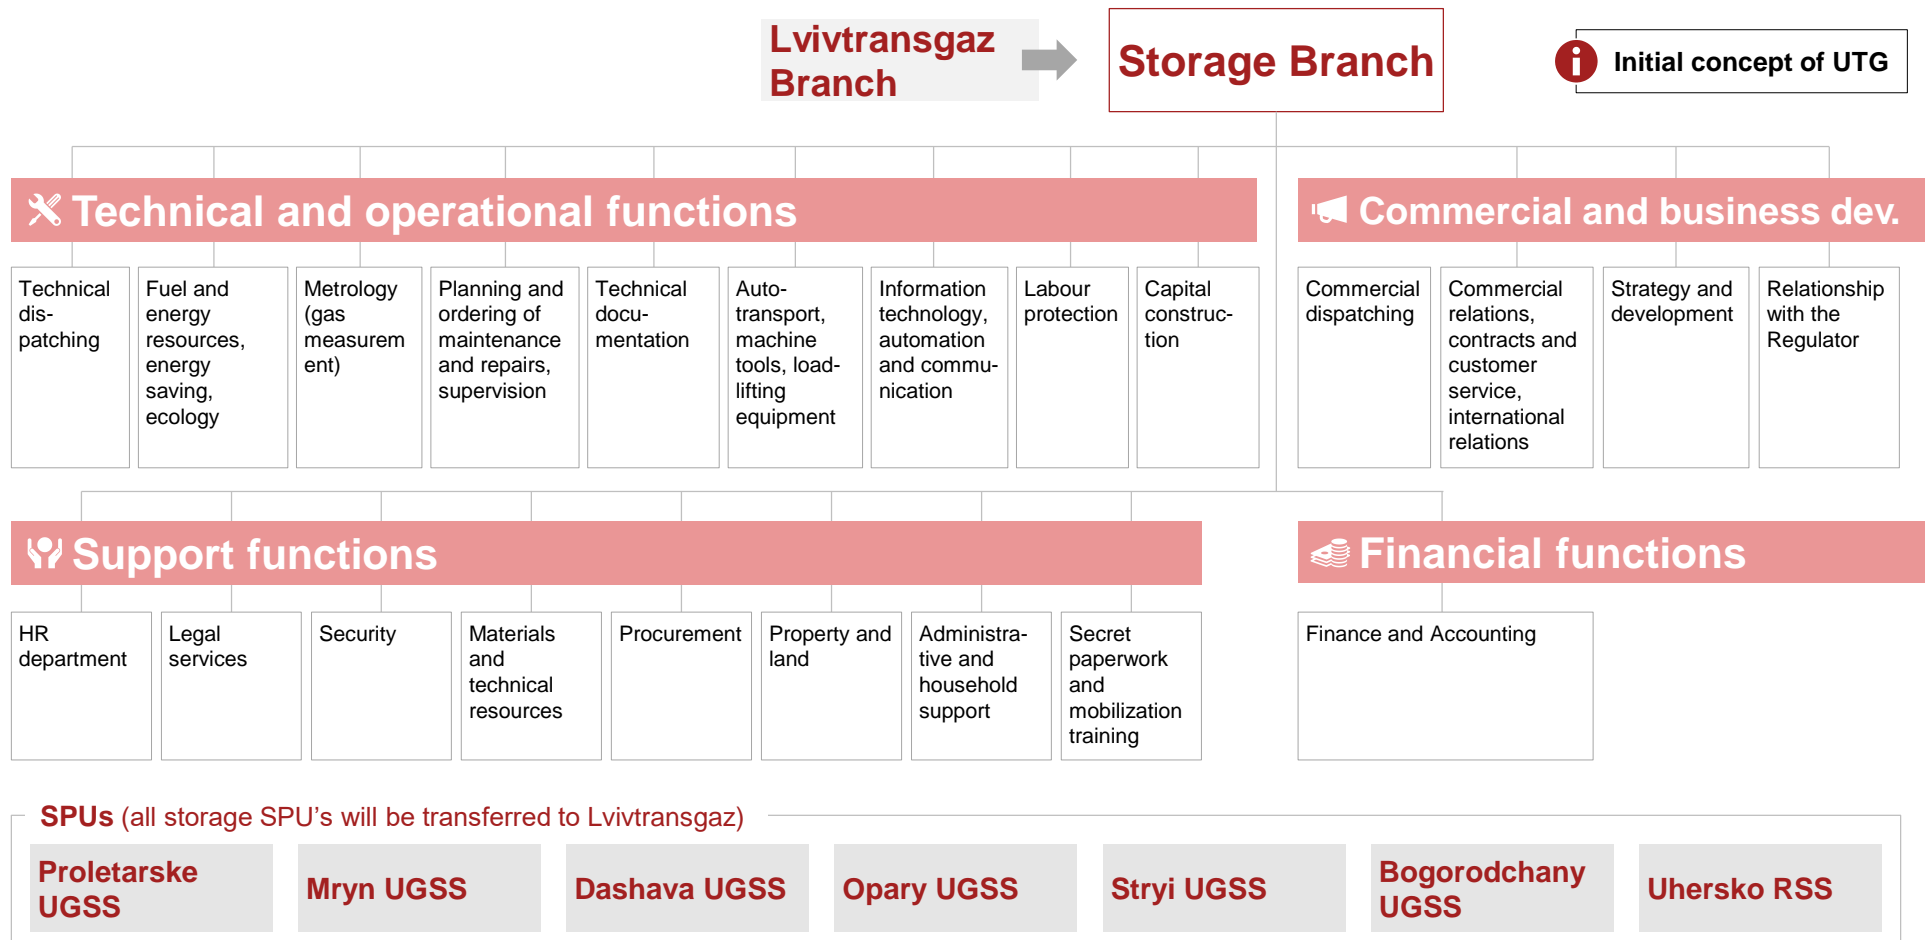 Lvivtransgaz
Branch
Storage Branch
Initial concept of UTG
Technical and operational functions
Commercial and business dev.
Technical
dis-
patching
Fuel and
energy
resources,
energy
saving,
ecology
Metrology
(gas
measurem
ent)
Planning and
ordering of
maintenance
and repairs,
supervision
Technical
docu-
mentation
Auto-
transport,
machine
tools, load-
lifting
equipment
Information
technology,
automation
and commu-
nication
Labour
protection
Capital
construc-
tion
Commercial
dispatching
Commercial
relations,
contracts and
customer
service,
international
relations
Strategy and
development
Relationship
with the
Regulator
Support functions
Financial functions
HR
department
Legal
services
Security
Materials
and
technical
resources
Procurement
Property and
land
Administra-
tive and
household
support
Secret
paperwork
and
mobilization
training
Finance and Accounting
SPUs (all storage SPU's will be transferred to Lvivtransgaz)
Proletarske
UGSS
Mryn UGSS
Dashava UGSS
Opary UGSS
Stryi UGSS
Bogorodchany
UGSS
Uhersko RSS